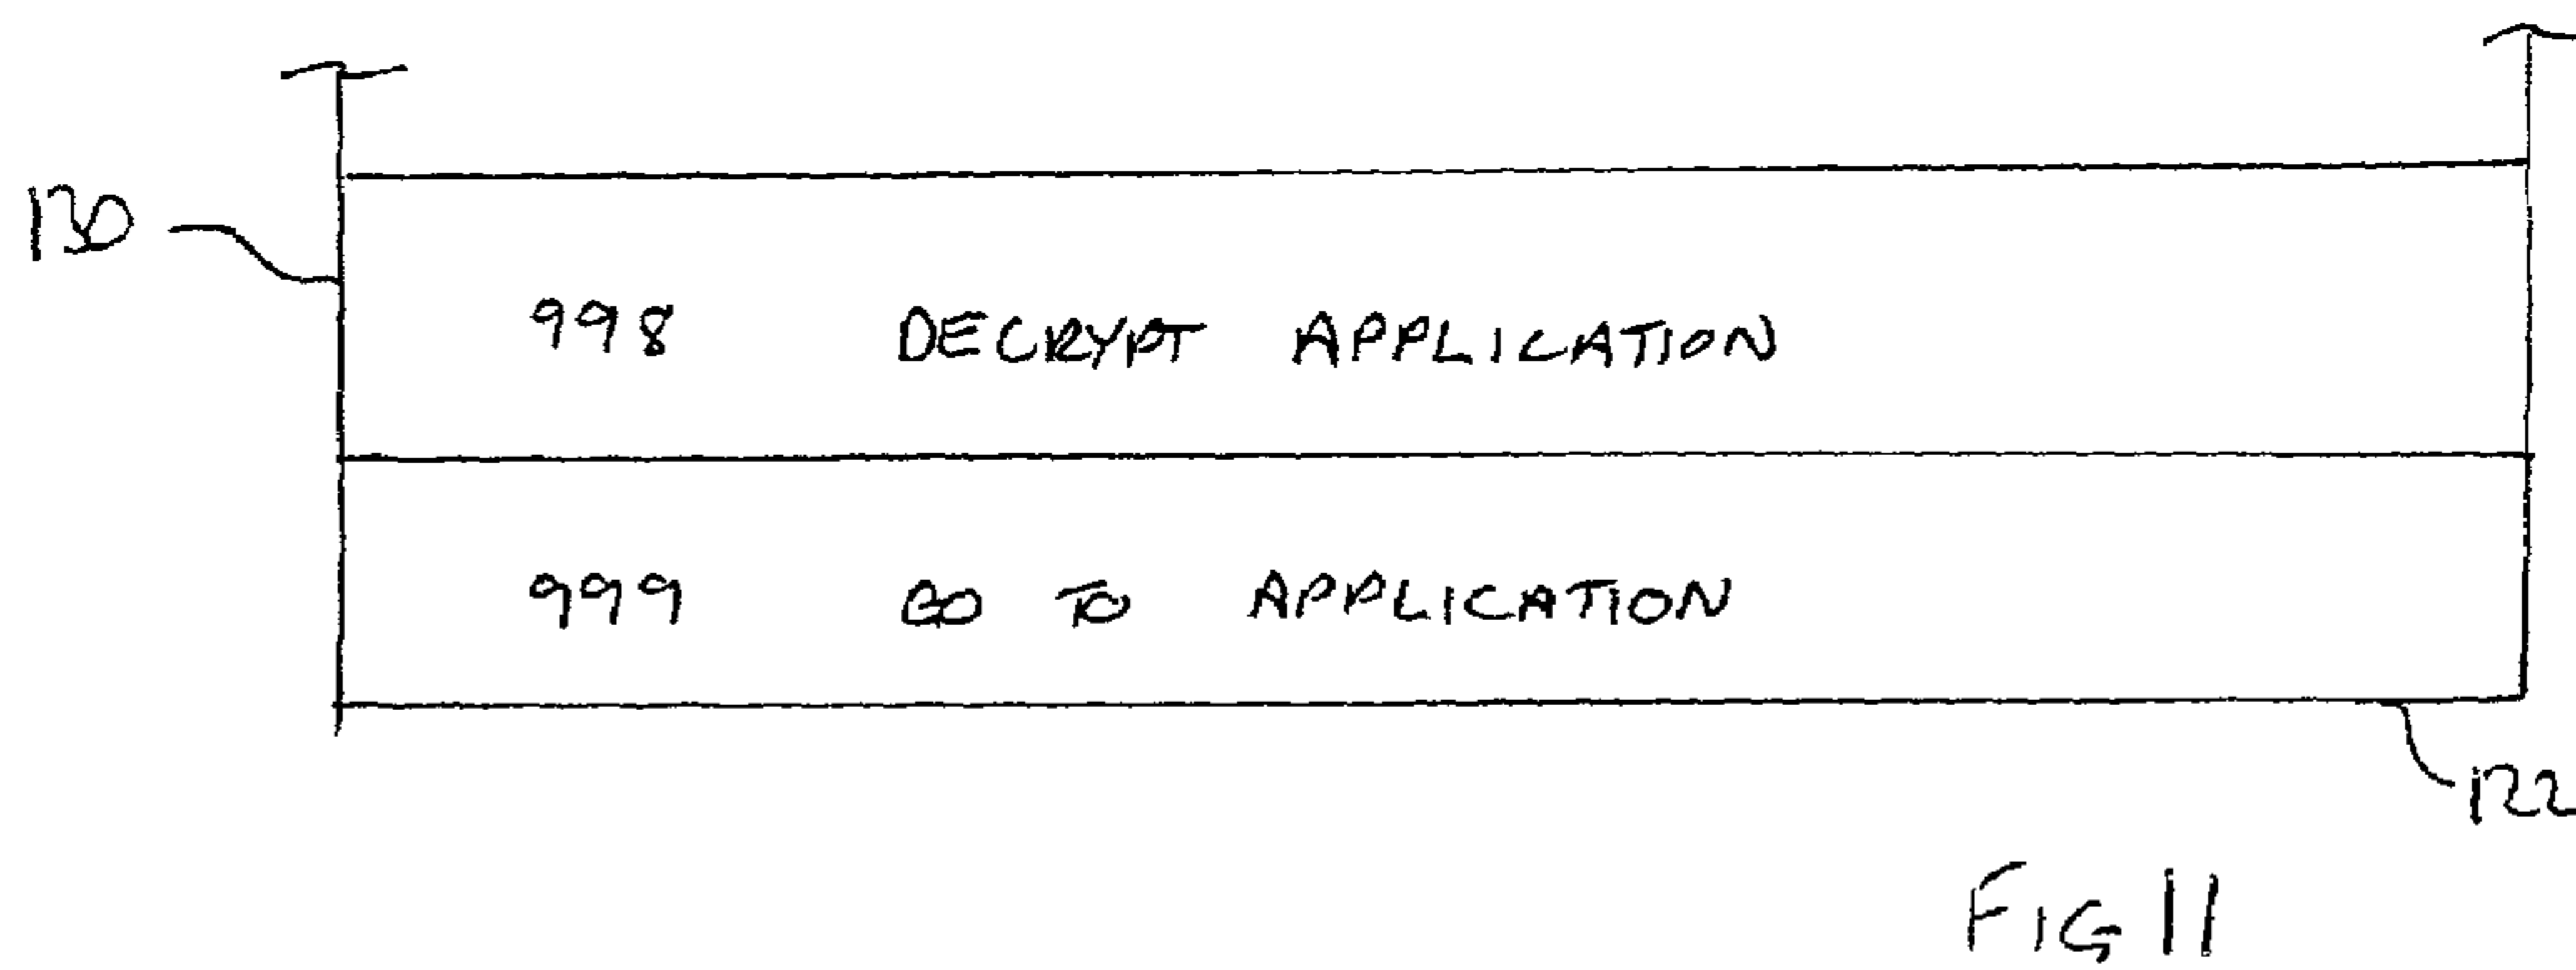 130
998 DECRYPT APPLICATION
999 GO TO APPLICATION
122
FIG 11